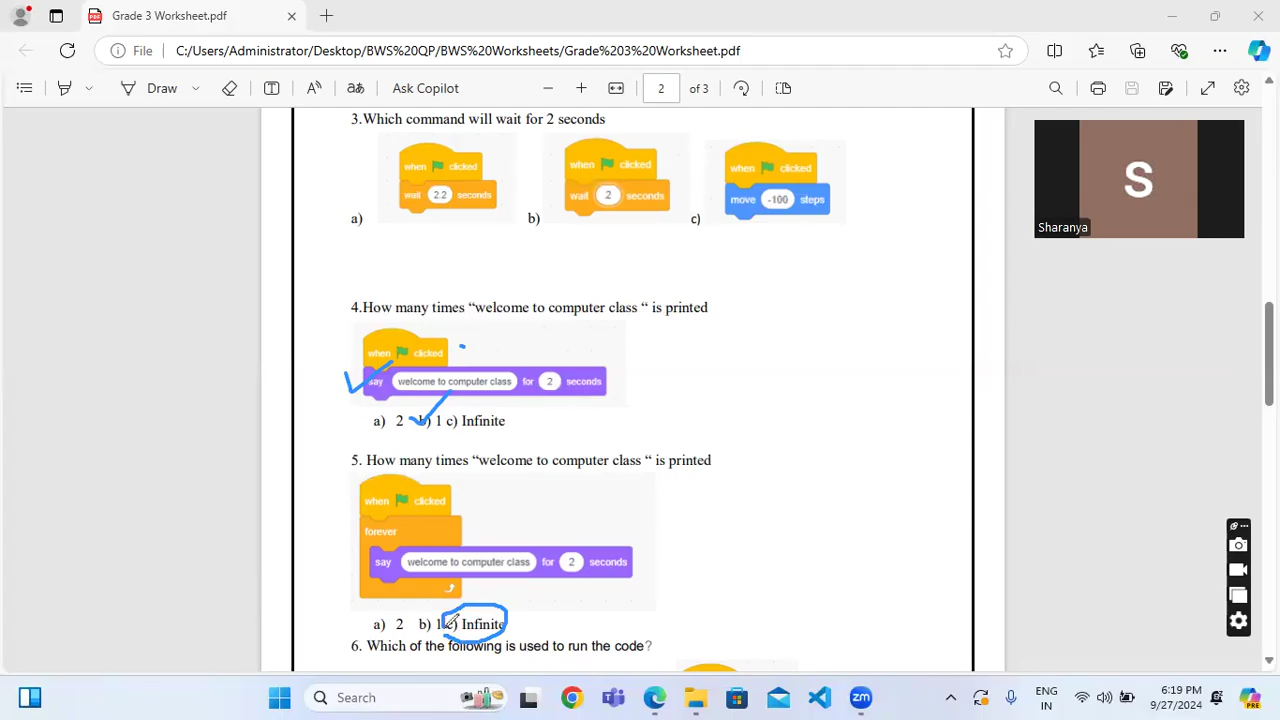 Grade 3 Worksheet.pdf
File C:/Users/Administrator/Desktop/BWS%20QP/BWS%20Worksheets/Grade%203%20Worksheet.pdf
Draw Ask Copilot 2 of 3
3.Which command will wait for 2 seconds
when clicked
wait 2.2 seconds
when clicked
wait 2 seconds
when clicked
move -100 steps
a) b) c)
S
Sharanya
4.How many times “welcome to computer class “ is printed
when clicked
say welcome to computer class for 2 seconds
a) 2 b) 1 c) Infinite
5. How many times “welcome to computer class “ is printed
when clicked
forever
say welcome to computer class for 2 seconds
a) 2 b) 1 c) Infinite
6. Which of the following is used to run the code?
Search
ENG
IN
6:19 PM
9/27/2024
PRE